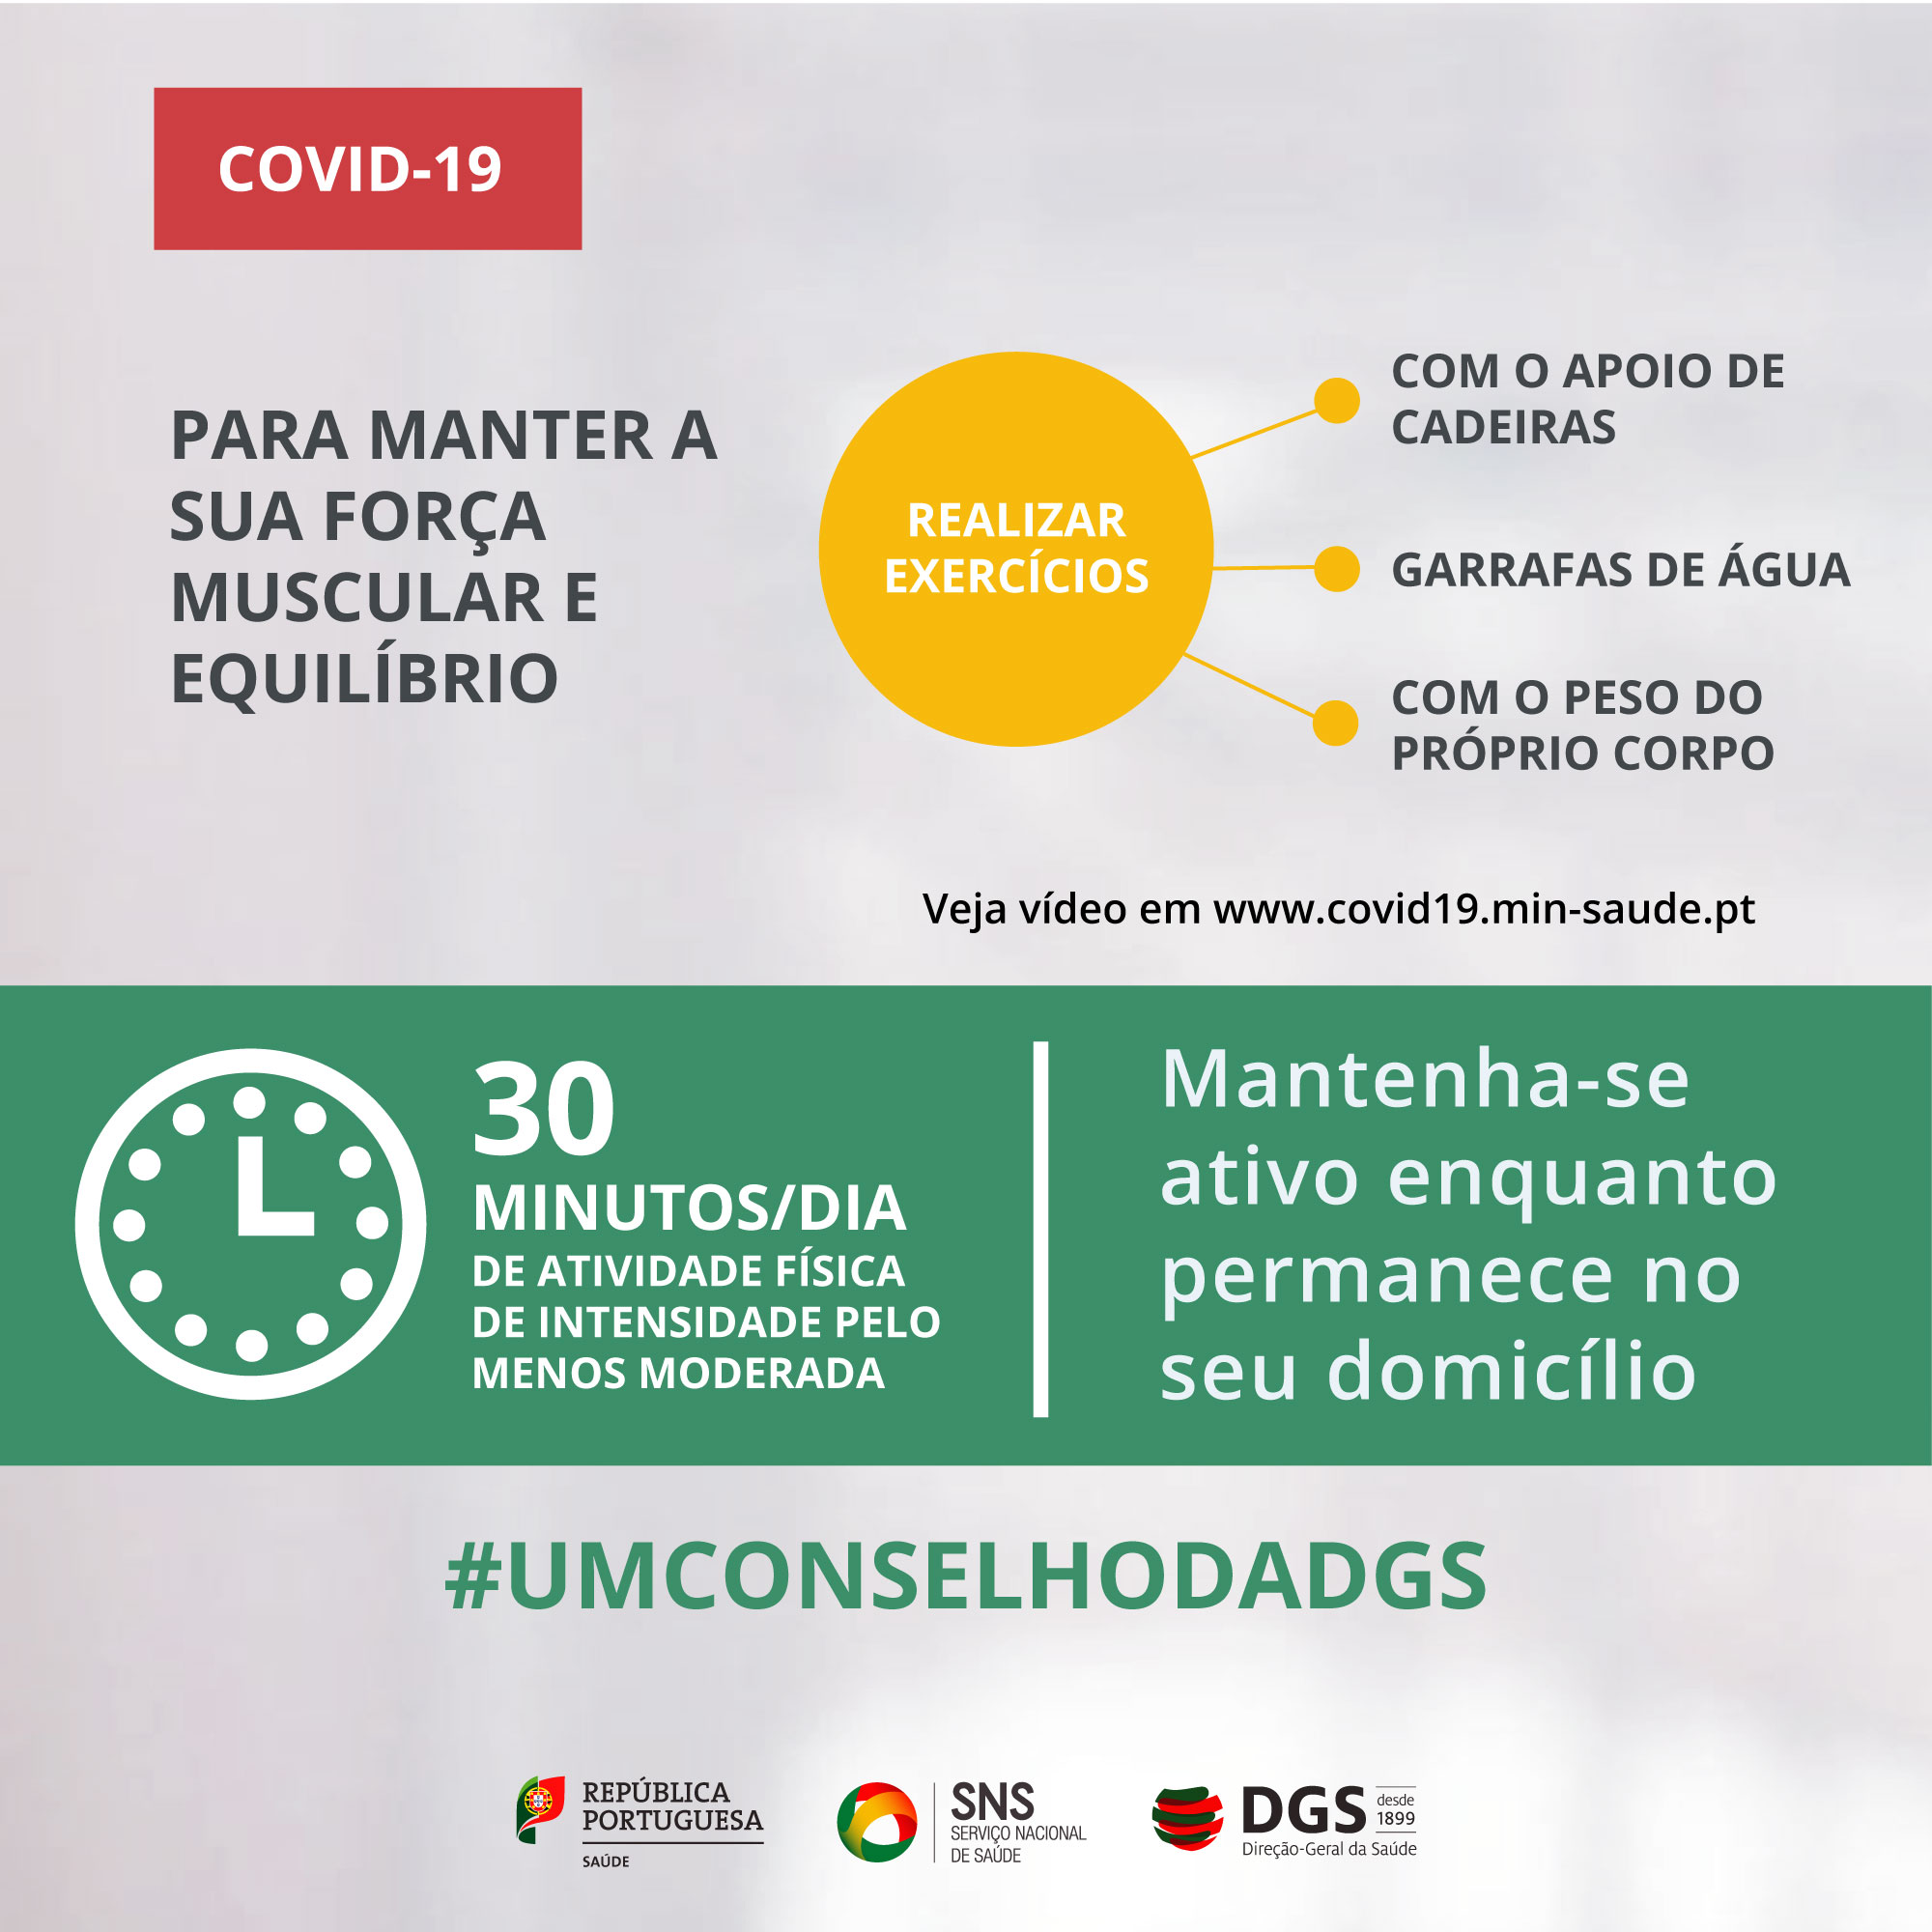 COVID-19
PARA MANTER A
SUA FORÇA
MUSCULAR E
EQUILÍBRIO
REALIZAR
EXERCÍCIOS
COM O APOIO DE
CADEIRAS
GARRAFAS DE ÁGUA
COM O PESO DO
PRÓPRIO CORPO
Veja vídeo em www.covid19.min-saude.pt
30
MINUTOS/DIA
DE ATIVIDADE FÍSICA
DE INTENSIDADE PELO
MENOS MODERADA
Mantenha-se
ativo enquanto
permanece no
seu domicílio
#UMCONSELHODADGS
REPÚBLICA
PORTUGUESA
SAÚDE
SNS
SERVIÇO NACIONAL
DE SAÚDE
DGS
desde
1899
Direção-Geral da Saúde